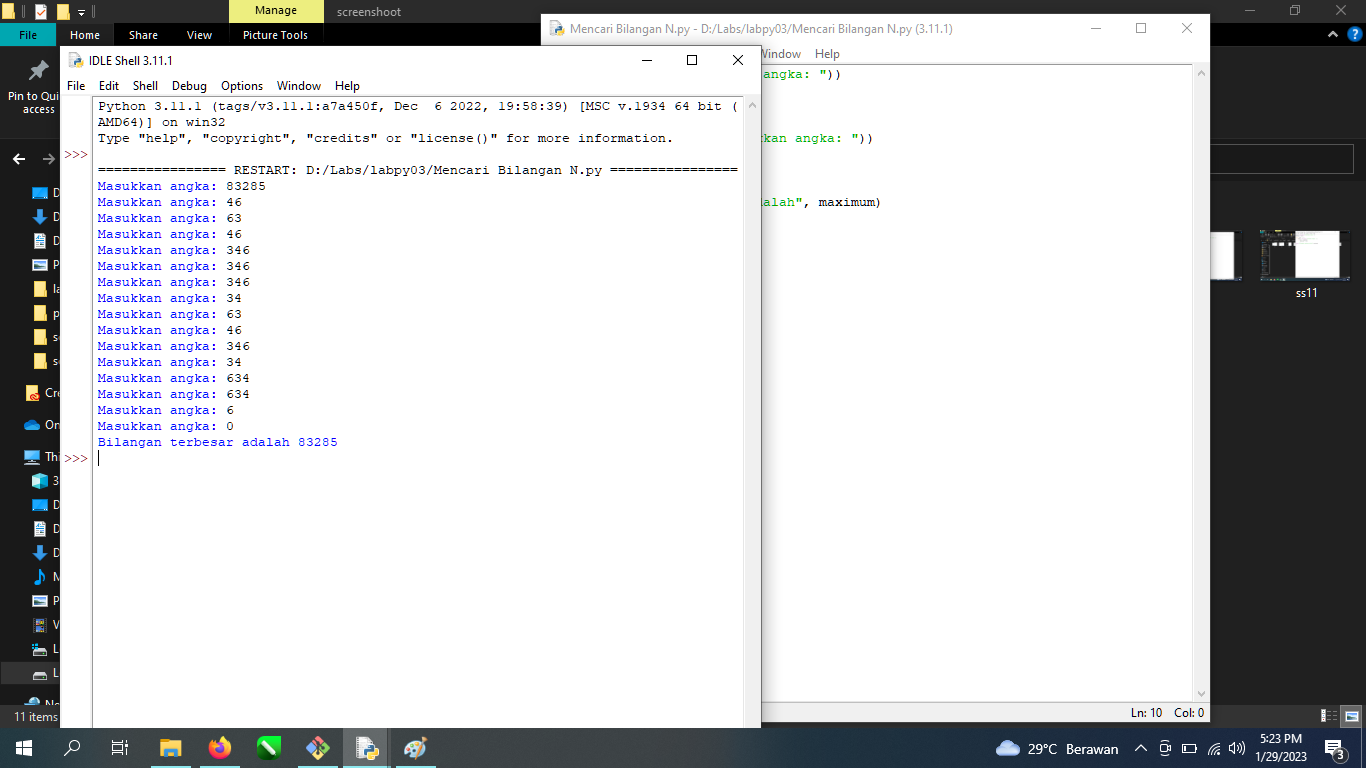 Manage
screenshoot
File
Home
Share
View
Picture Tools
Pin to Qui
access
11 items
ss11
Mencari Bilangan N.py - D:/Labs/labpy03/Mencari Bilangan N.py (3.11.1)
Window
Help
angka: "))
kan angka: "))
alah", maximum)
Ln: 10
Col: 0
IDLE Shell 3.11.1
File
Edit
Shell
Debug
Options
Window
Help
Python 3.11.1 (tags/v3.11.1:a7a450f, Dec  6 2022, 19:58:39) [MSC v.1934 64 bit (
AMD64)] on win32
Type "help", "copyright", "credits" or "license()" for more information.
>>>
================ RESTART: D:/Labs/labpy03/Mencari Bilangan N.py ================
Masukkan angka: 83285
Masukkan angka: 46
Masukkan angka: 63
Masukkan angka: 46
Masukkan angka: 346
Masukkan angka: 346
Masukkan angka: 346
Masukkan angka: 34
Masukkan angka: 63
Masukkan angka: 46
Masukkan angka: 346
Masukkan angka: 34
Masukkan angka: 634
Masukkan angka: 634
Masukkan angka: 6
Masukkan angka: 0
Bilangan terbesar adalah 83285
>>>
29°C Berawan
5:23 PM
1/29/2023
3